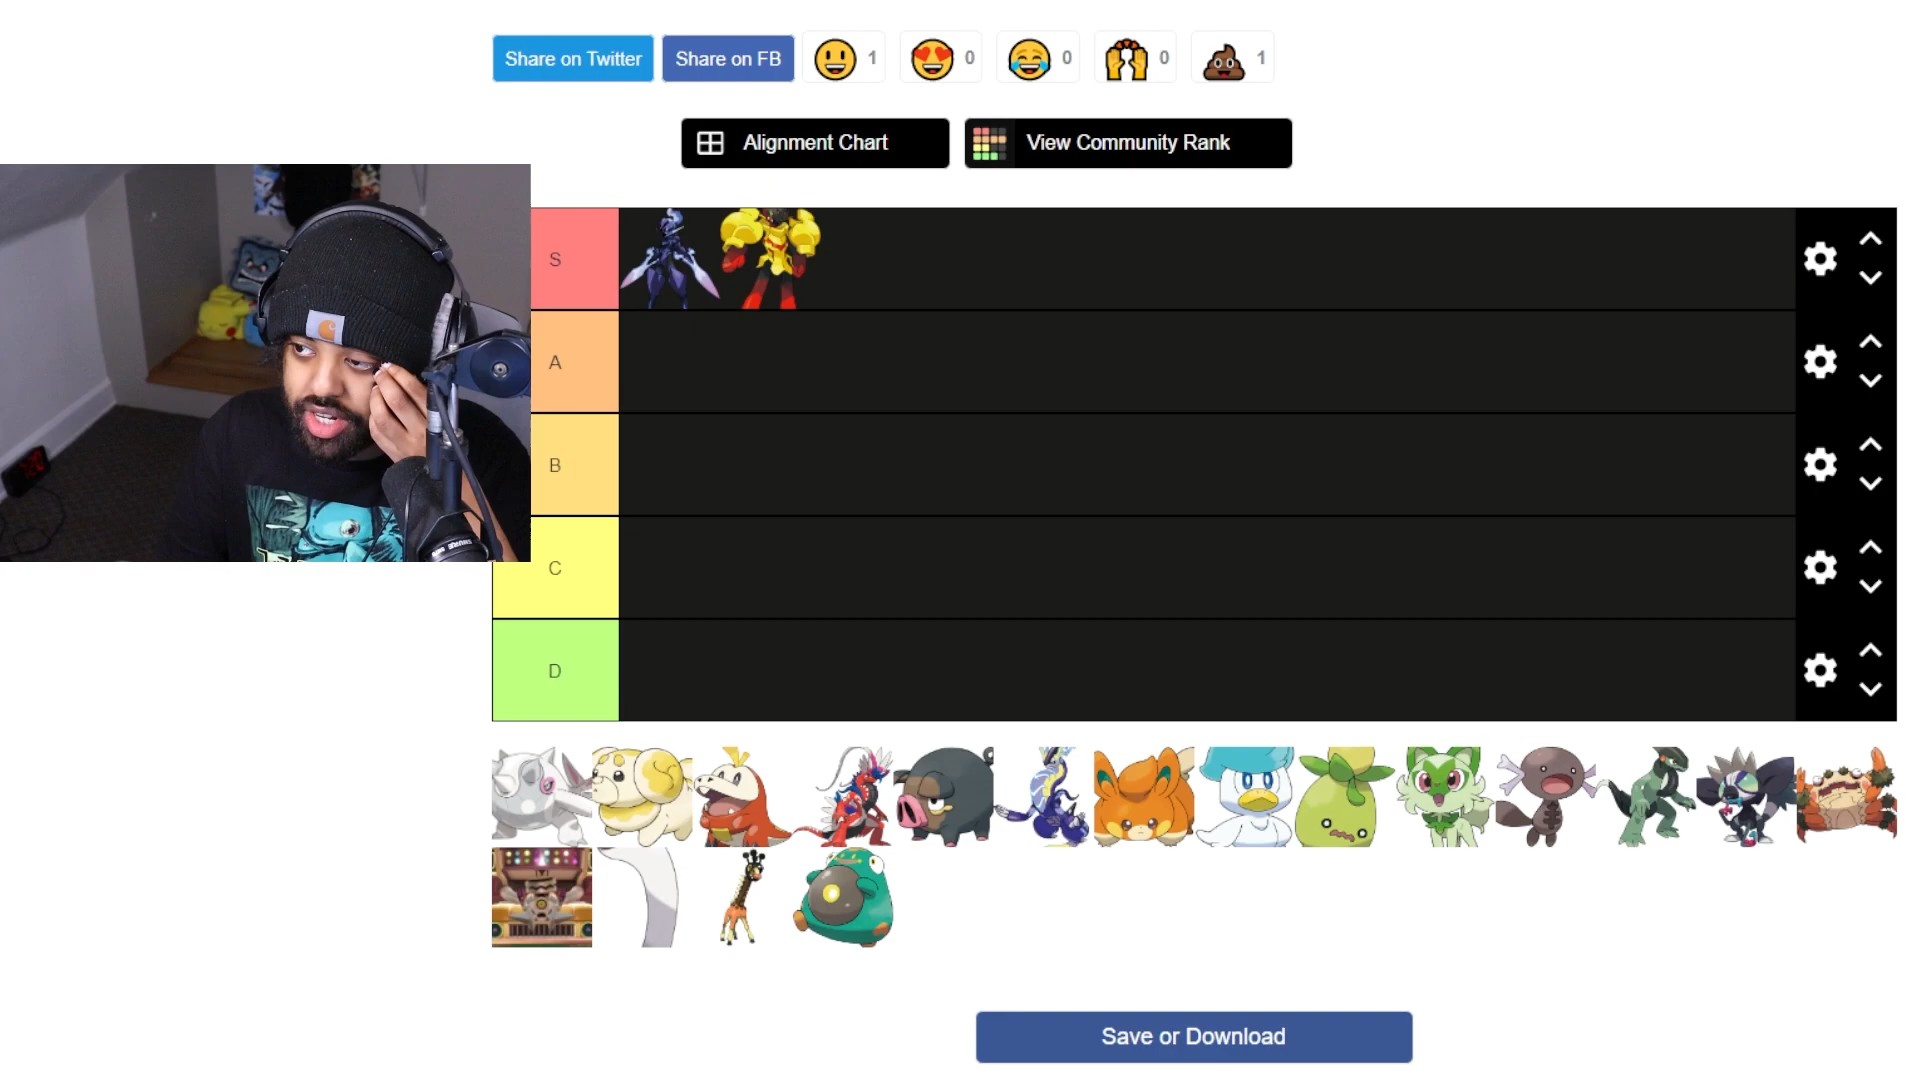 Share on Twitter
Share on FB
1
0
0
0
1
Alignment Chart
View Community Rank
S
A
B
C
D
Save or Download